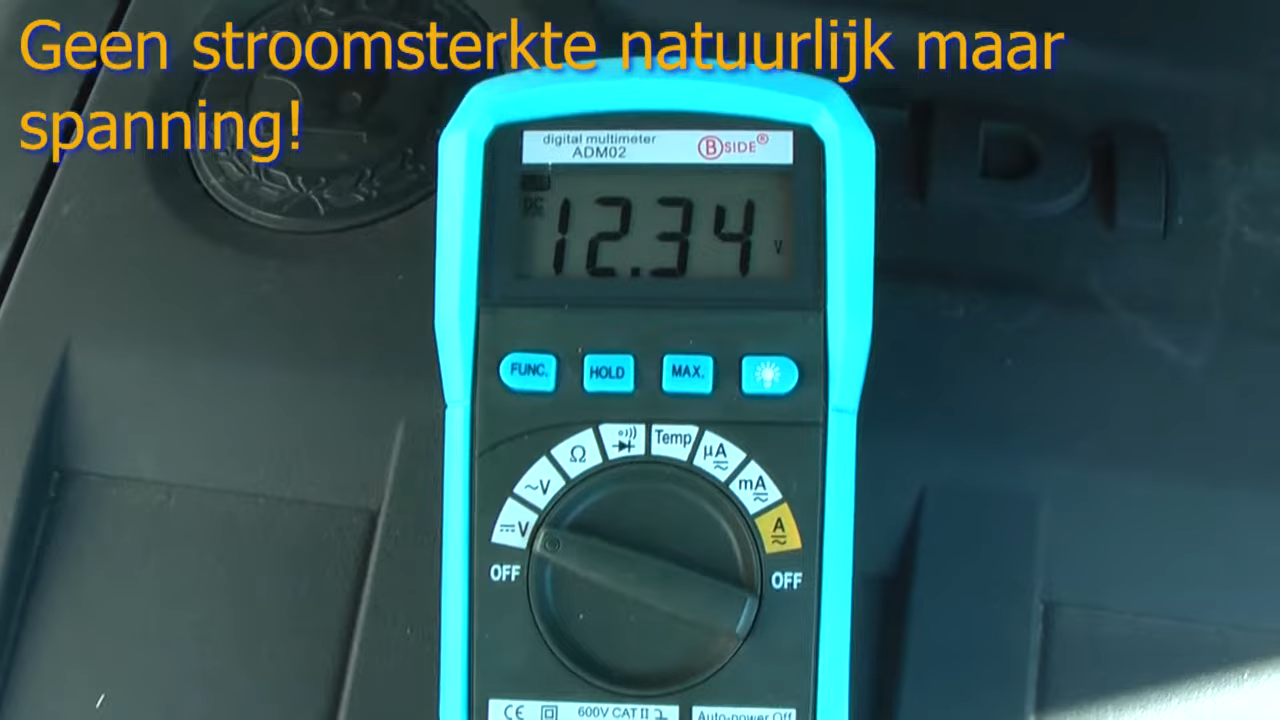 Geen stroomsterkte natuurlijk maar
spanning!
digital multimeter
ADM02
BSIDE®
DC
12.34 V
FUNC.
HOLD
MAX.
Ω
Temp
µA
~V
mA
⎓V
A
OFF
OFF
CE
600V CAT II
Auto-power Off